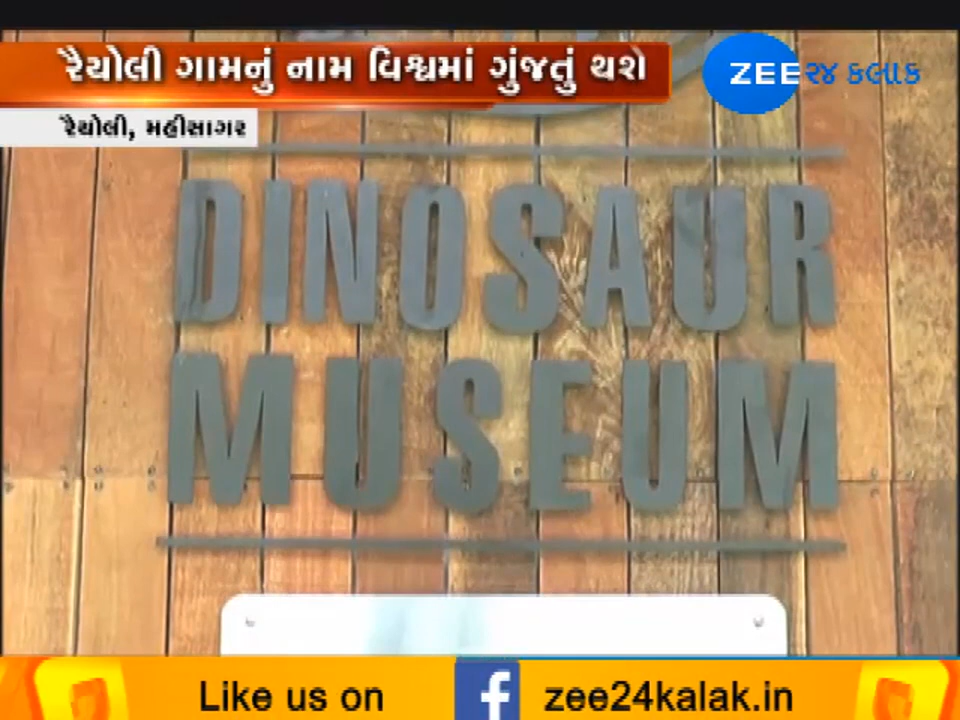 રૈયોલી ગામનું નામ વિશ્વમાં ગુંજતું થશે
ZEE ૨૪ કલાક
રૈયોલી, મહીસાગર
DINOSAUR
MUSEUM
Like us on f zee24kalak.in